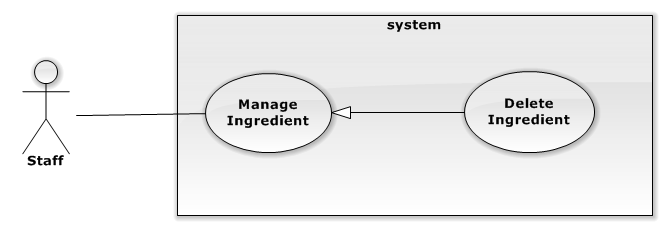 system
Manage
Ingredient
Delete
Ingredient
Staff